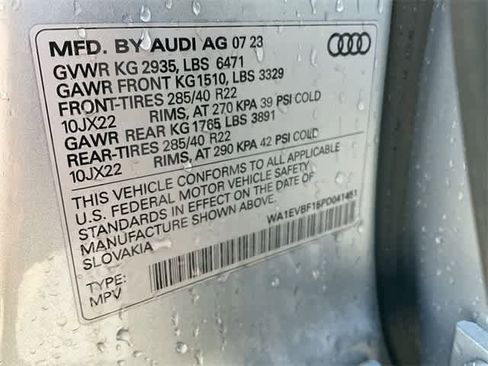 MFD. BY AUDI AG 07 23
GVWR KG 2935, LBS 6471
GAWR FRONT KG1510, LBS 3329
FRONT-TIRES 285/40 R22
10JX22 RIMS, AT 270 KPA 39 PSI COLD
GAWR REAR KG 1765, LBS 3891
REAR-TIRES 285/40 R22
10JX22 RIMS, AT 290 KPA 42 PSI COLD
THIS VEHICLE CONFORMS TO ALL APPLICABLE
U.S. FEDERAL MOTOR VEHICLE SAFETY
STANDARDS IN EFFECT ON THE DATE OF
MANUFACTURE SHOWN ABOVE.
SLOVAKIA
WA1EVBF15PD041451
TYPE:
MPV